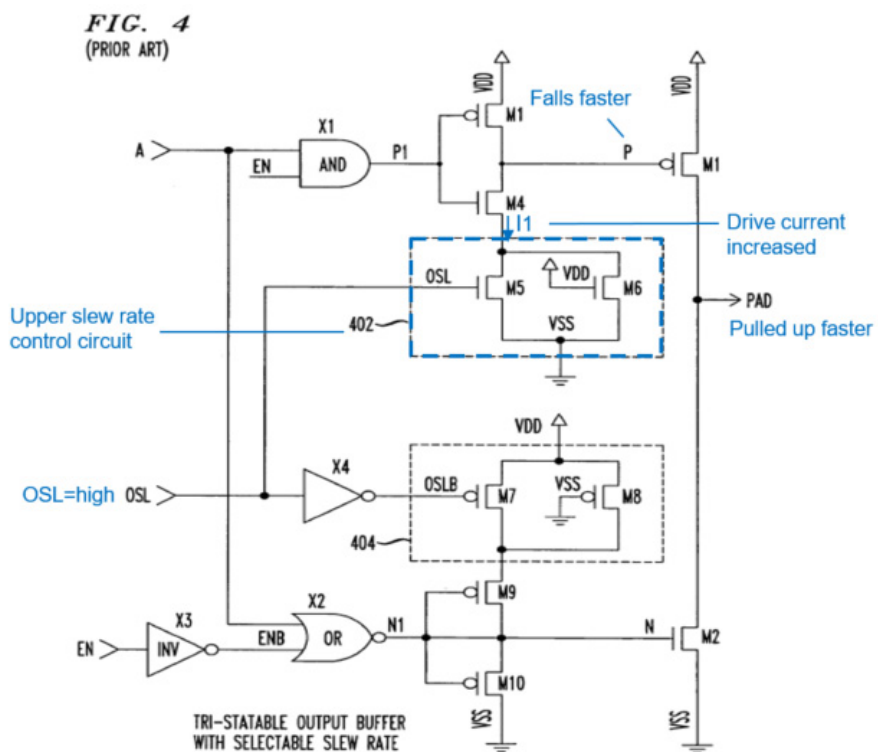 FIG. 4
(PRIOR ART)
VDD
VDD
Falls faster
X1
M1
A
EN
AND
P1
P
M1
M4
I1
Drive current
increased
OSL
VDD
M5
M6
PAD
Upper slew rate
control circuit
402
VSS
Pulled up faster
VDD
X4
OSL=high OSL
OSLB
VSS
M7
M8
404
X2
M9
X3
EN
INV
ENB
OR
N1
N
M2
M10
VSS
VSS
TRI-STATABLE OUTPUT BUFFER
WITH SELECTABLE SLEW RATE